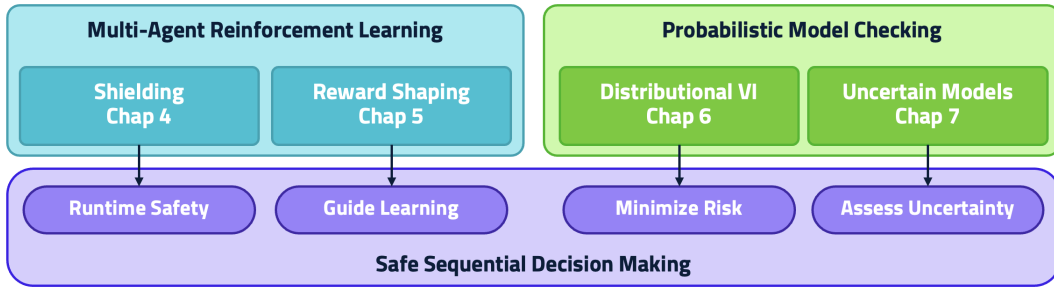 Multi-Agent Reinforcement Learning
Probabilistic Model Checking
Shielding
Chap 4
Reward Shaping
Chap 5
Distributional VI
Chap 6
Uncertain Models
Chap 7
Runtime Safety
Guide Learning
Minimize Risk
Assess Uncertainty
Safe Sequential Decision Making